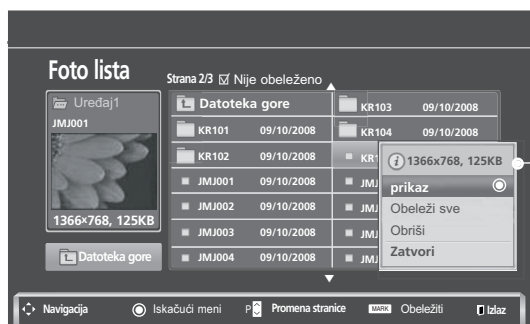 Foto lista
Strana 2/3 ☑ Nije obeleženo
Uređaj1
JMJ001
1366x768, 125KB
Datoteka gore
Datoteka gore
KR101 09/10/2008
KR102 09/10/2008
JMJ001 09/10/2008
JMJ002 09/10/2008
JMJ003 09/10/2008
JMJ004 09/10/2008
KR103 09/10/2008
KR104 09/10/2008
1366x768, 125KB
prikaz
Obeleži sve
Obriši
Zatvori
Navigacija Iskačući meni P Promena stranice MARK Obeležiti Izlaz